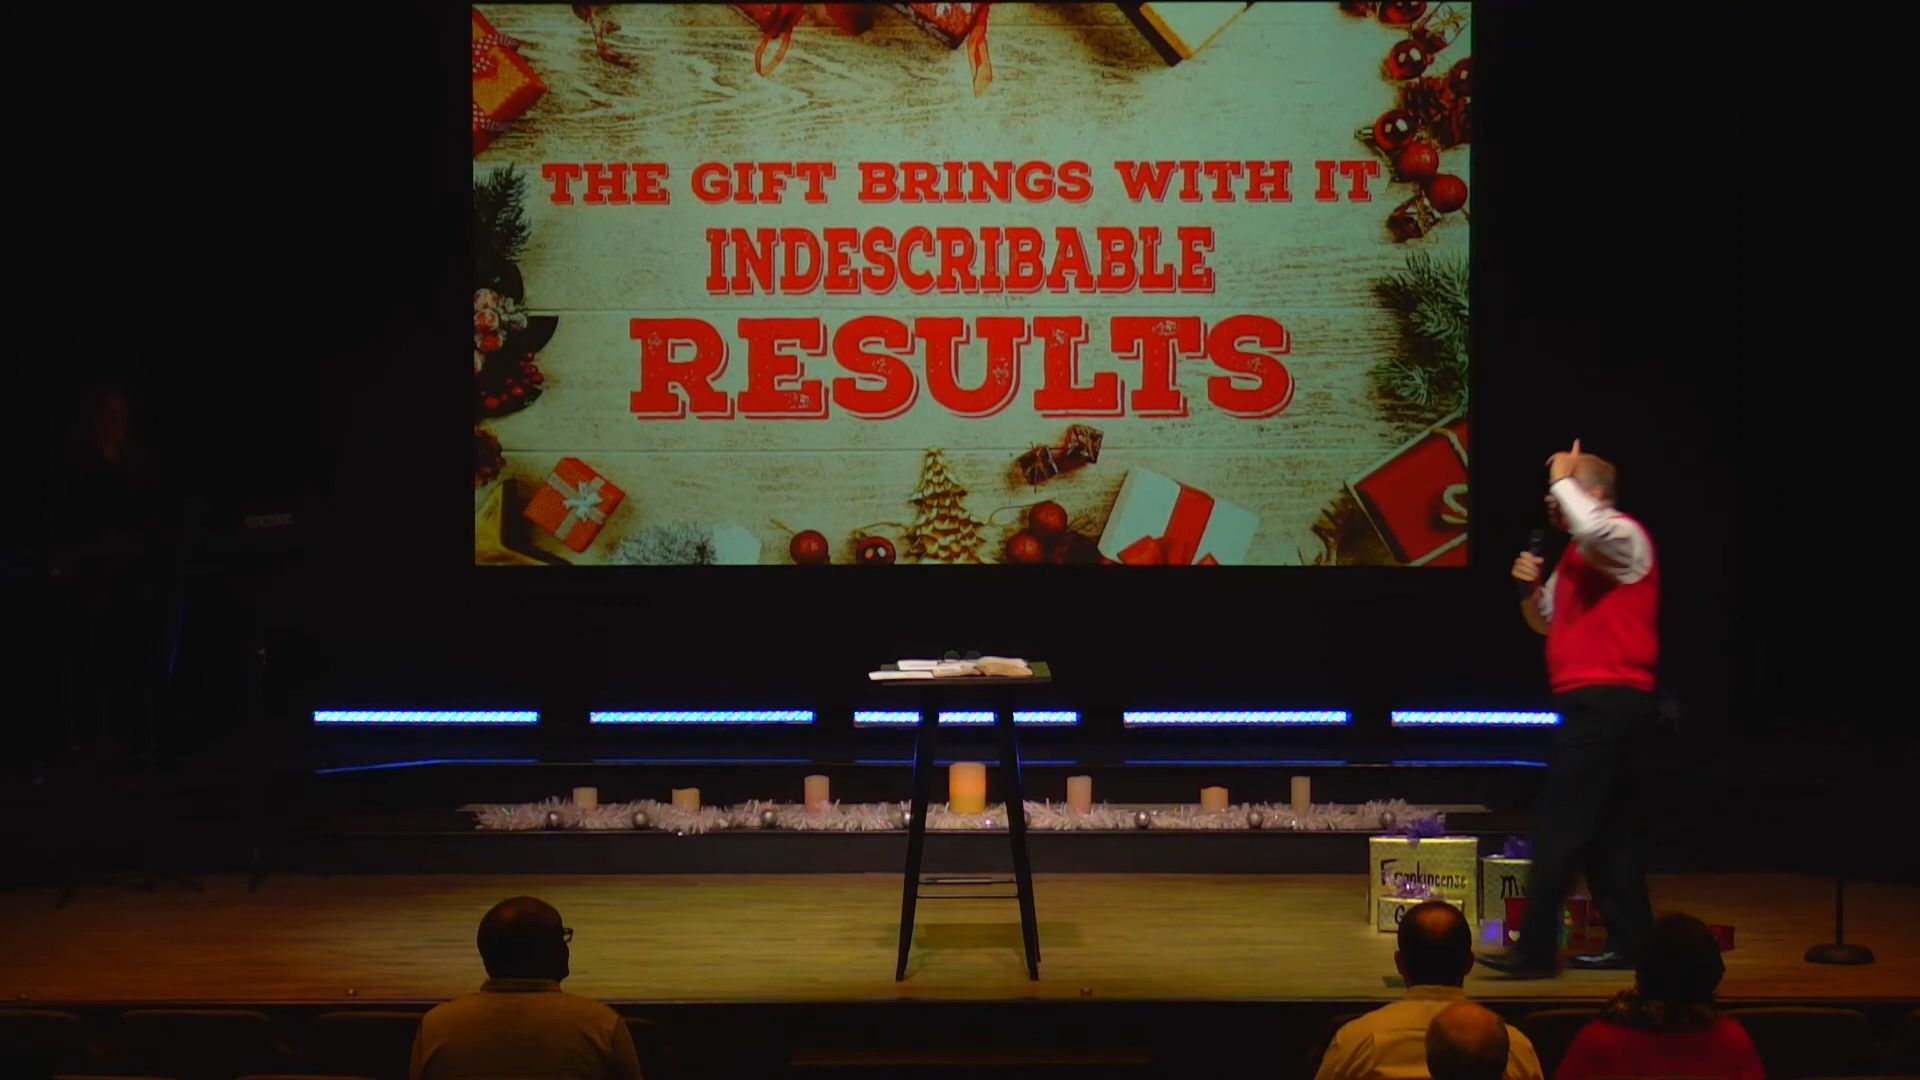 THE GIFT BRINGS WITH IT
INDESCRIBABLE
RESULTS
Frankincense